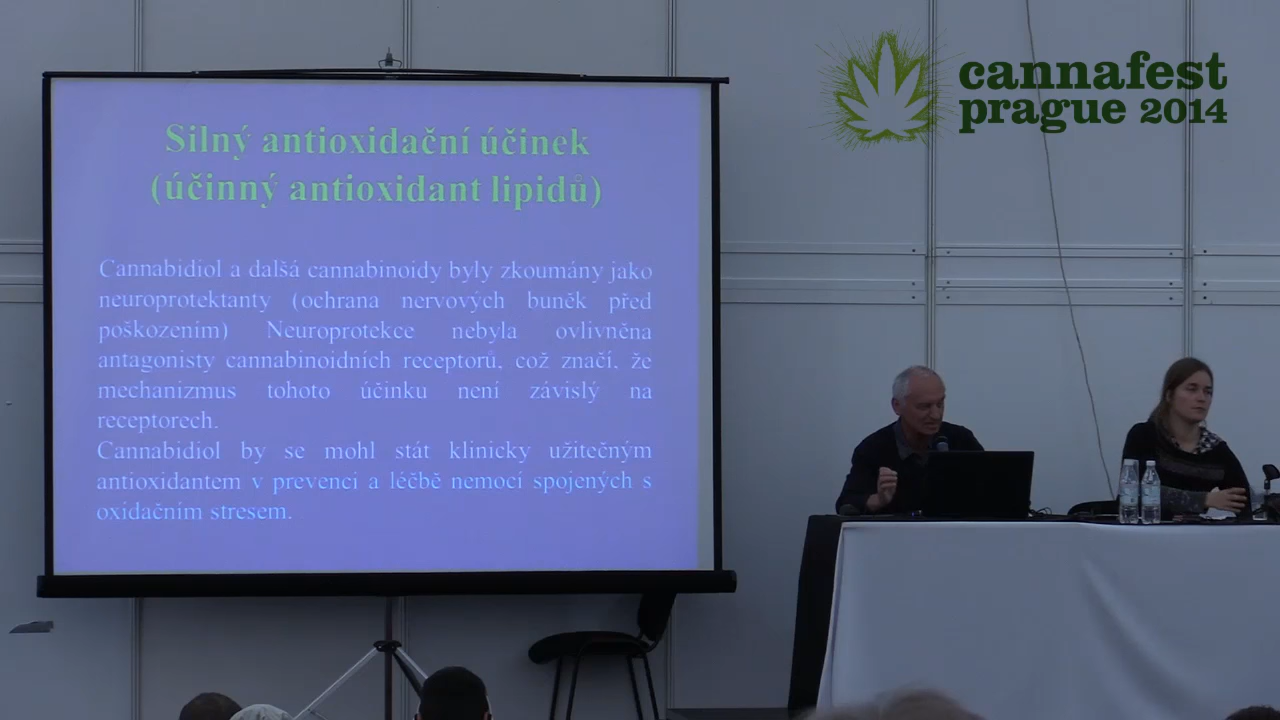 cannafest
prague 2014
Silný antioxidační účinek
(účinný antioxidant lipidů)
Cannabidiol a dalšá cannabinoidy byly zkoumány jako
neuroprotektanty (ochrana nervových buněk před
poškozením) Neuroprotekce nebyla ovlivněna
antagonisty cannabinoidních receptorů, což značí, že
mechanizmus tohoto účinku není závislý na
receptorech.
Cannabidiol by se mohl stát klinicky užitečným
antioxidantem v prevenci a léčbě nemocí spojených s
oxidačním stresem.